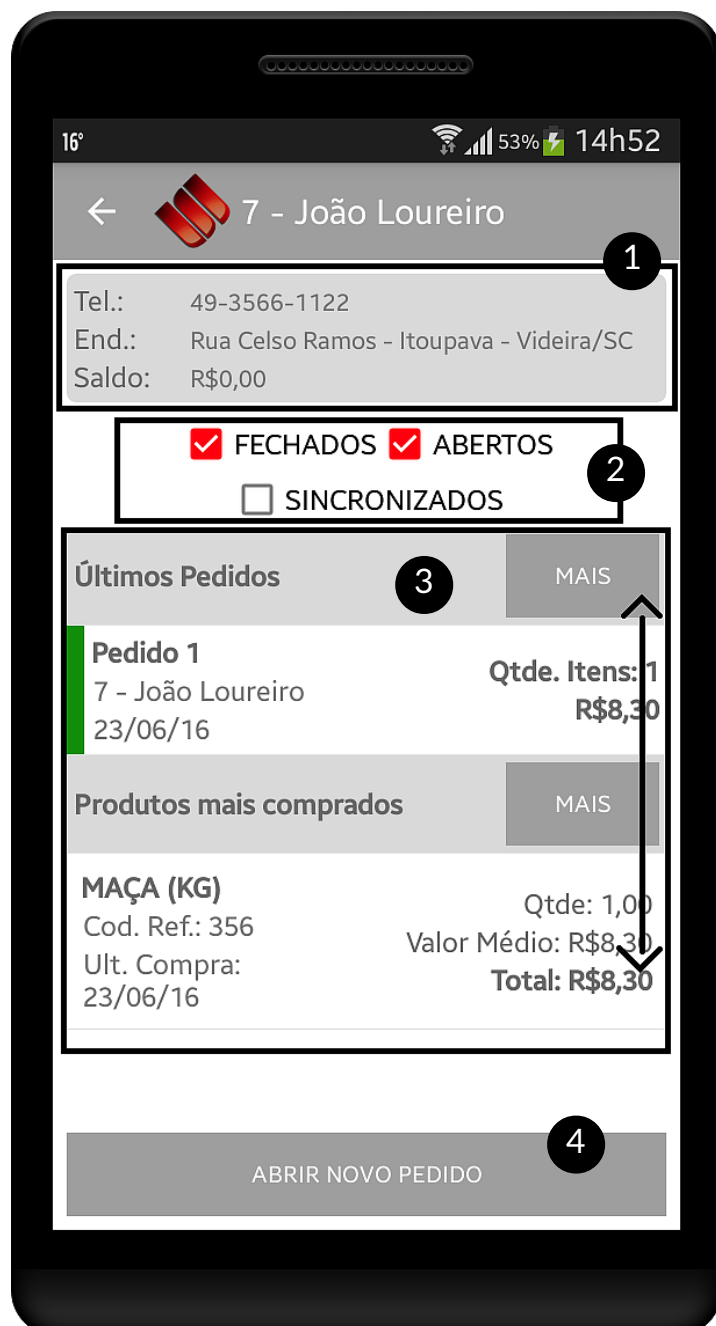 16° 53% 14h52
7 - João Loureiro
1
Tel.: 49-3566-1122
End.: Rua Celso Ramos - Itoupava - Videira/SC
Saldo: R$0,00
FECHADOS ABERTOS
2
SINCRONIZADOS
Últimos Pedidos 3 MAIS
Pedido 1
7 - João Loureiro
23/06/16
Qtde. Itens: 1
R$8,30
Produtos mais comprados MAIS
MAÇA (KG)
Cod. Ref.: 356
Ult. Compra:
23/06/16
Qtde: 1,00
Valor Médio: R$8,30
Total: R$8,30
4
ABRIR NOVO PEDIDO